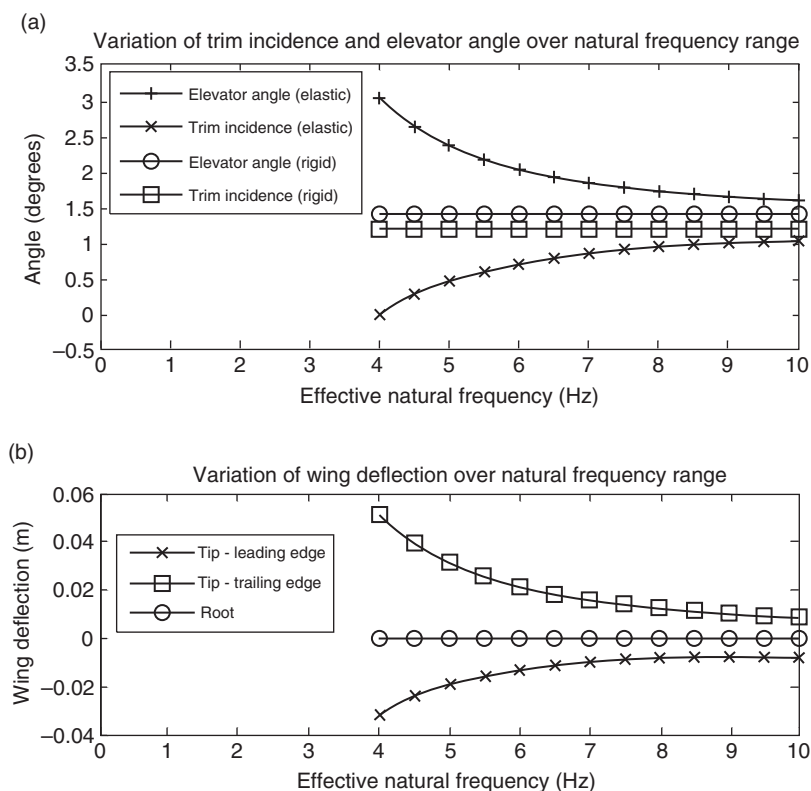 (a)
Variation of trim incidence and elevator angle over natural frequency range
3.5
3
2.5
2
1.5
1
0.5
0
–0.5
Angle (degrees)
Elevator angle (elastic)
Trim incidence (elastic)
Elevator angle (rigid)
Trim incidence (rigid)
0 1 2 3 4 5 6 7 8 9 10
Effective natural frequency (Hz)
(b)
Variation of wing deflection over natural frequency range
0.06
0.04
0.02
0
–0.02
–0.04
Wing deflection (m)
Tip - leading edge
Tip - trailing edge
Root
0 1 2 3 4 5 6 7 8 9 10
Effective natural frequency (Hz)